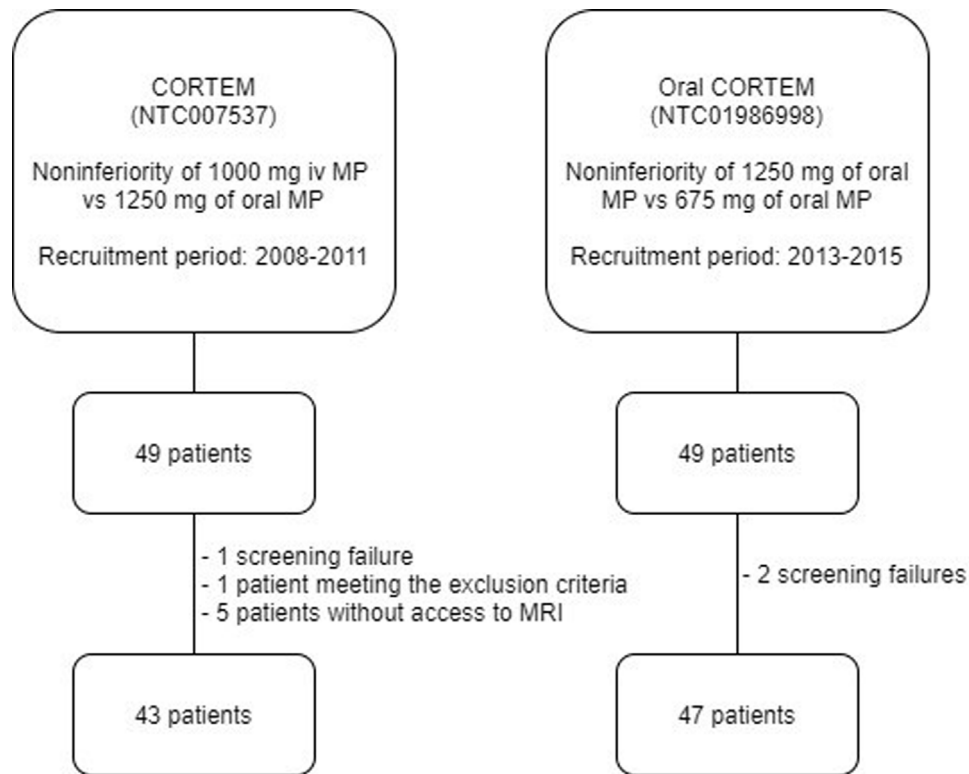 CORTEM
(NTC007537)
Noninferiority of 1000 mg iv MP
vs 1250 mg of oral MP
Recruitment period: 2008-2011
49 patients
- 1 screening failure
- 1 patient meeting the exclusion criteria
- 5 patients without access to MRI
43 patients
Oral CORTEM
(NTC01986998)
Noninferiority of 1250 mg of oral
MP vs 675 mg of oral MP
Recruitment period: 2013-2015
49 patients
- 2 screening failures
47 patients